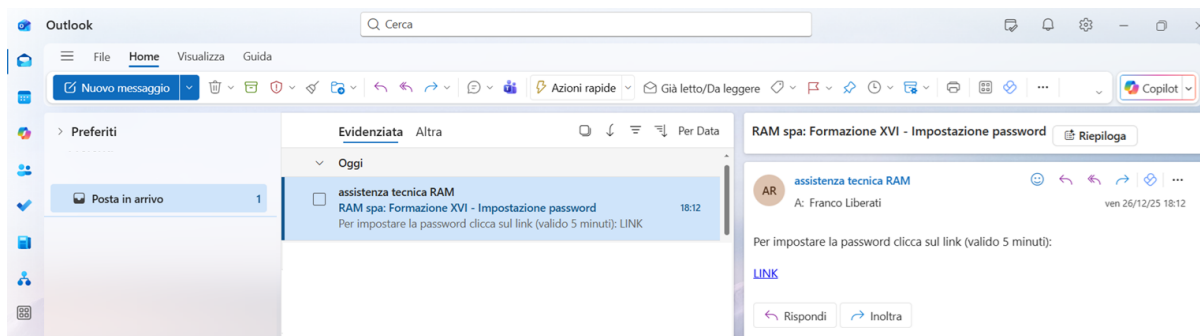 Outlook
Cerca
File Home Visualizza Guida
Nuovo messaggio
Azioni rapide
Già letto/Da leggere
...
Copilot
Preferiti
Posta in arrivo 1
Evidenziata Altra
Per Data
Oggi
assistenza tecnica RAM
RAM spa: Formazione XVI - Impostazione password 18:12
Per impostare la password clicca sul link (valido 5 minuti): LINK
RAM spa: Formazione XVI - Impostazione password
Riepiloga
AR
assistenza tecnica RAM
...
A: Franco Liberati
ven 26/12/25 18:12
Per impostare la password clicca sul link (valido 5 minuti):
LINK
Rispondi
Inoltra